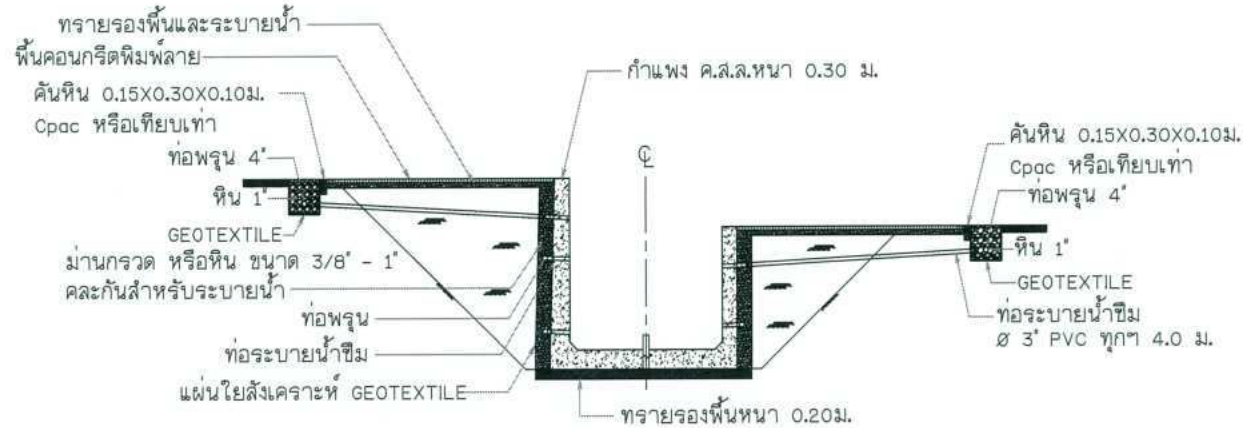 ทรายรองพื้นและระบายน้ำ
พื้นคอนกรีตพิมพ์ลาย
คันหิน 0.15X0.30X0.10ม.
Cpac หรือเทียบเท่า
ท่อพรุน 4"
หิน 1"
GEOTEXTILE
ม่านกรวด หรือหิน ขนาด 3/8" - 1"
คละกันสำหรับระบายน้ำ
ท่อพรุน
ท่อระบายน้ำซึม
แผ่นใยสังเคราะห์ GEOTEXTILE
กำแพง ค.ส.ล.หนา 0.30 ม.
CL
ทรายรองพื้นหนา 0.20ม.
คันหิน 0.15X0.30X0.10ม.
Cpac หรือเทียบเท่า
ท่อพรุน 4"
หิน 1"
GEOTEXTILE
ท่อระบายน้ำซึม
Ø 3" PVC ทุกๆ 4.0 ม.